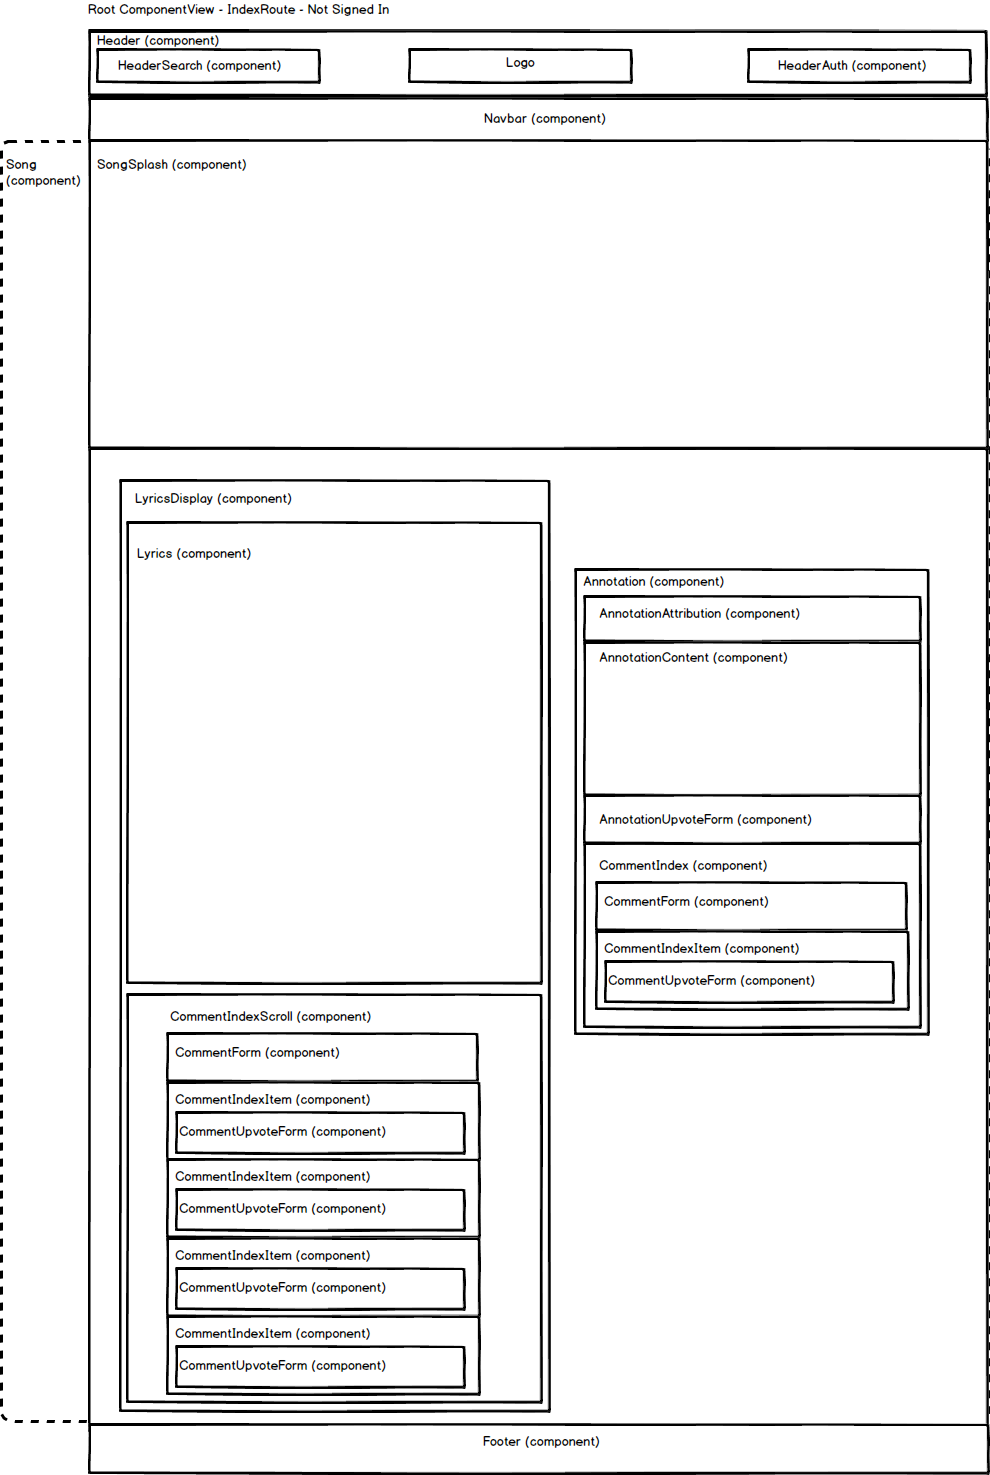 Root ComponentView - IndexRoute - Not Signed In
Header (component)
HeaderSearch (component)
Logo
HeaderAuth (component)
Navbar (component)
Song
(component)
SongSplash (component)
LyricsDisplay (component)
Lyrics (component)
Annotation (component)
AnnotationAttribution (component)
AnnotationContent (component)
AnnotationUpvoteForm (component)
CommentIndex (component)
CommentForm (component)
CommentIndexItem (component)
CommentUpvoteForm (component)
CommentIndexScroll (component)
CommentForm (component)
CommentIndexItem (component)
CommentUpvoteForm (component)
CommentIndexItem (component)
CommentUpvoteForm (component)
CommentIndexItem (component)
CommentUpvoteForm (component)
CommentIndexItem (component)
CommentUpvoteForm (component)
Footer (component)